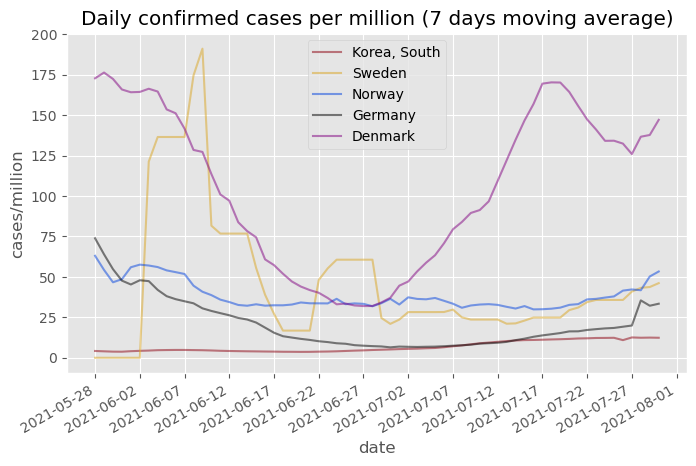 Daily confirmed cases per million (7 days moving average)
200
175
150
125
100
75
50
25
0
cases/million
Korea, South
Sweden
Norway
Germany
Denmark
2021-05-28
2021-06-02
2021-06-07
2021-06-12
2021-06-17
2021-06-22
2021-06-27
2021-07-02
2021-07-07
2021-07-12
2021-07-17
2021-07-22
2021-07-27
2021-08-01
date